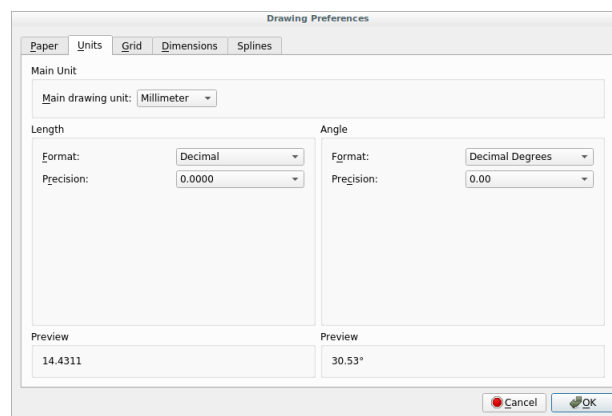 Drawing Preferences
Paper Units Grid Dimensions Splines
Main Unit
Main drawing unit: Millimeter
Length Angle
Format: Decimal Format: Decimal Degrees
Precision: 0.0000 Precision: 0.00
Preview Preview
14.4311 30.53°
Cancel OK